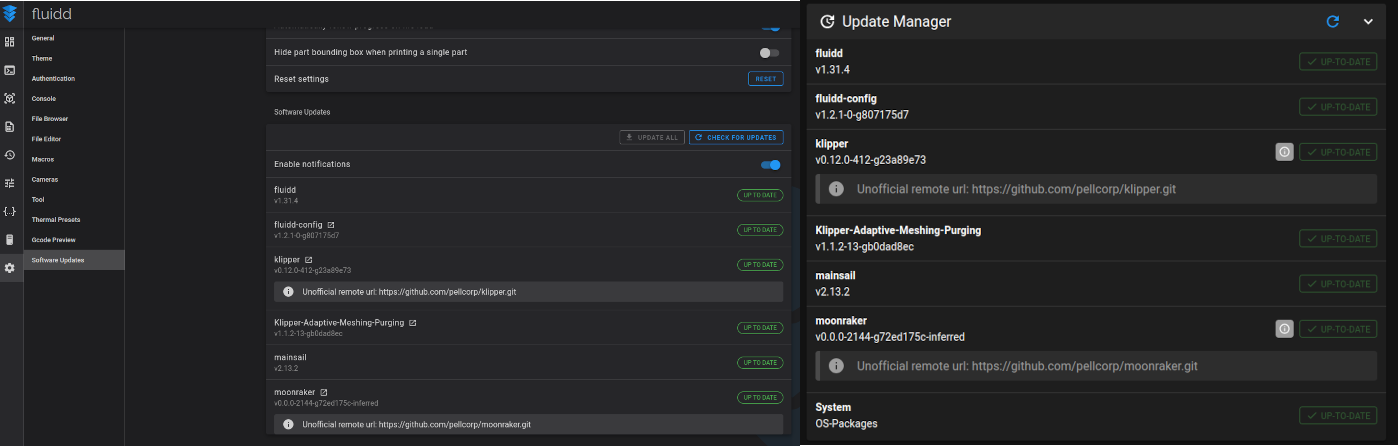 fluidd
General
Theme
Authentication
Console
File Browser
File Editor
Macros
Cameras
Tool
Thermal Presets
Gcode Preview
Software Updates
Hide part bounding box when printing a single part
Reset settings
RESET
Software Updates
UPDATE ALL
CHECK FOR UPDATES
Enable notifications
fluidd
v1.31.4
UP TO DATE
fluidd-config
v1.2.1-0-g807175d7
UP TO DATE
klipper
v0.12.0-412-g23a89e73
UP TO DATE
Unofficial remote url: https://github.com/pellcorp/klipper.git
Klipper-Adaptive-Meshing-Purging
v1.1.2-13-gb0dad8ec
UP TO DATE
mainsail
v2.13.2
UP TO DATE
moonraker
v0.0.0-2144-g72ed175c-inferred
UP TO DATE
Unofficial remote url: https://github.com/pellcorp/moonraker.git
Update Manager
fluidd
v1.31.4
UP-TO-DATE
fluidd-config
v1.2.1-0-g807175d7
UP-TO-DATE
klipper
v0.12.0-412-g23a89e73
UP-TO-DATE
Unofficial remote url: https://github.com/pellcorp/klipper.git
Klipper-Adaptive-Meshing-Purging
v1.1.2-13-gb0dad8ec
UP-TO-DATE
mainsail
v2.13.2
UP-TO-DATE
moonraker
v0.0.0-2144-g72ed175c-inferred
UP-TO-DATE
Unofficial remote url: https://github.com/pellcorp/moonraker.git
System
OS-Packages
UP-TO-DATE